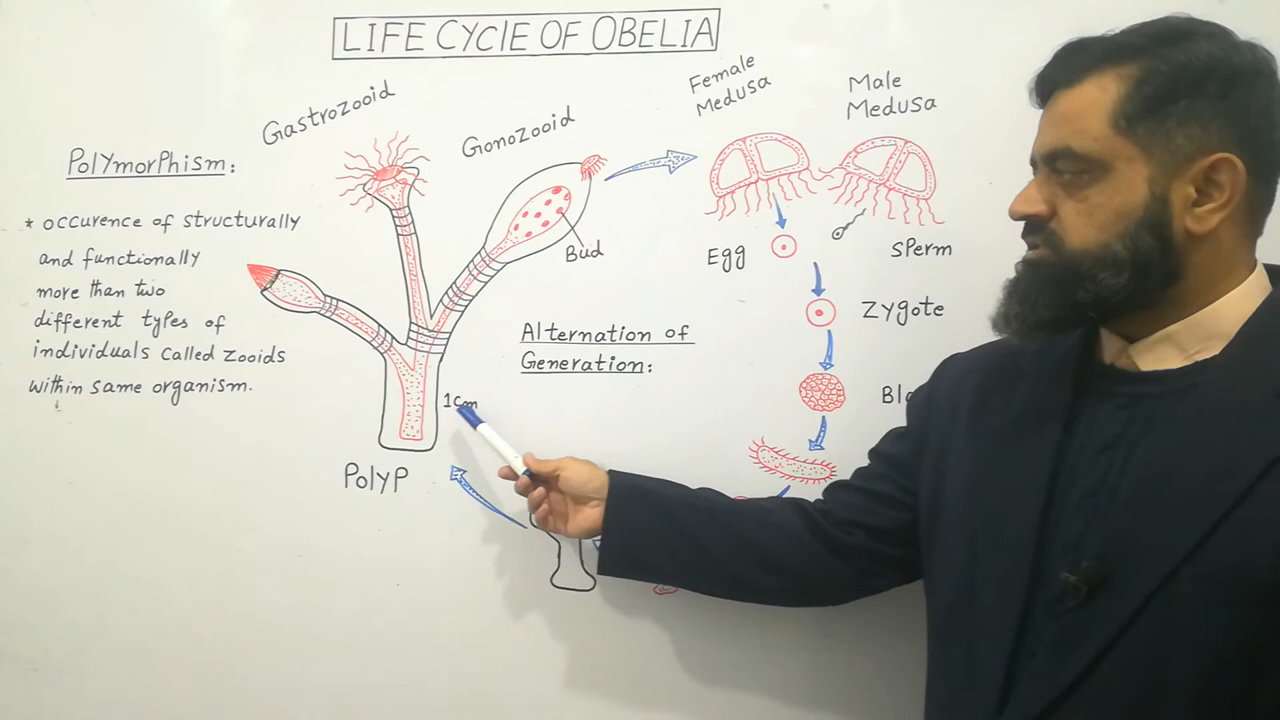 LIFE CYCLE OF OBELIA
Gastrozooid
Gonozooid
Female
Medusa
Male
Medusa
Polymorphism:
* occurence of structurally
and functionally
more than two
different types of
individuals called zooids
within same organism.
Bud
Egg
Sperm
Zygote
Alternation of
Generation:
1cm
Polyp